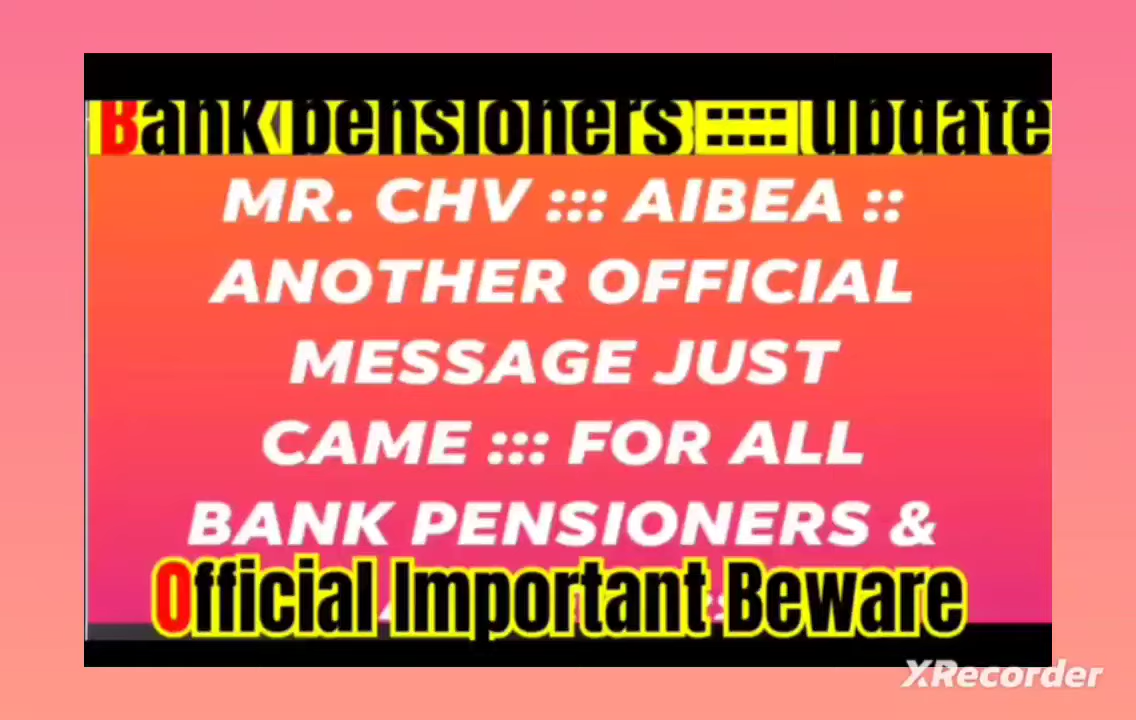 Bank pensioners :::: update
MR. CHV ::: AIBEA ::
ANOTHER OFFICIAL
MESSAGE JUST
CAME ::: FOR ALL
BANK PENSIONERS &
Official Important Beware
XRecorder